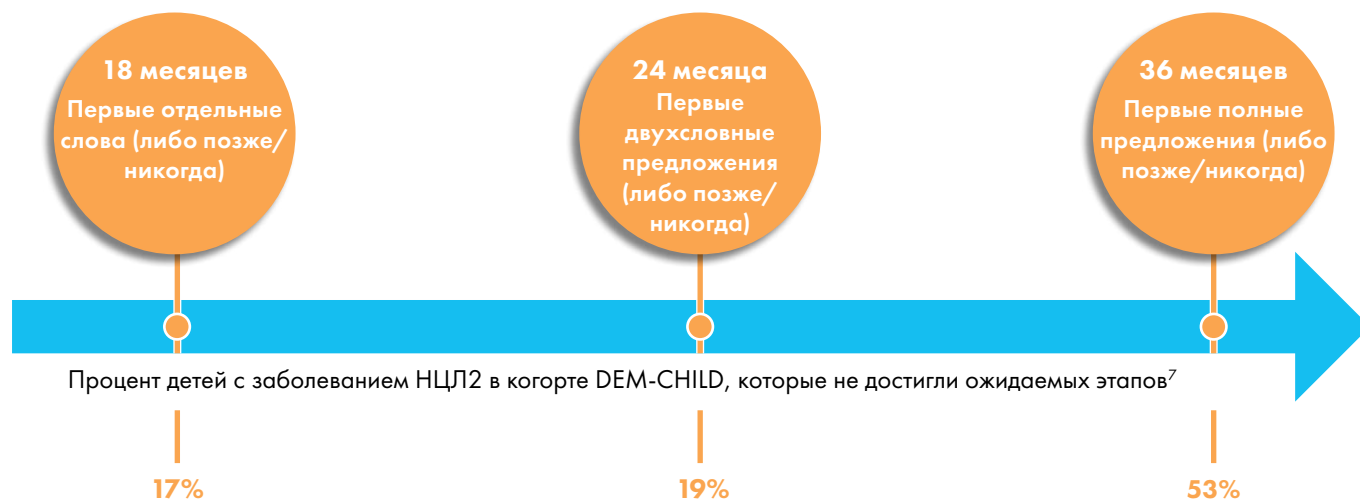 18 месяцев
Первые отдельные
слова (либо позже/
никогда)
24 месяца
Первые
двухсловные
предложения
(либо позже/
никогда)
36 месяцев
Первые полные
предложения (либо
позже/никогда)
Процент детей с заболеванием НЦЛ2 в когорте DEM-CHILD, которые не достигли ожидаемых этапов⁷
17%
19%
53%